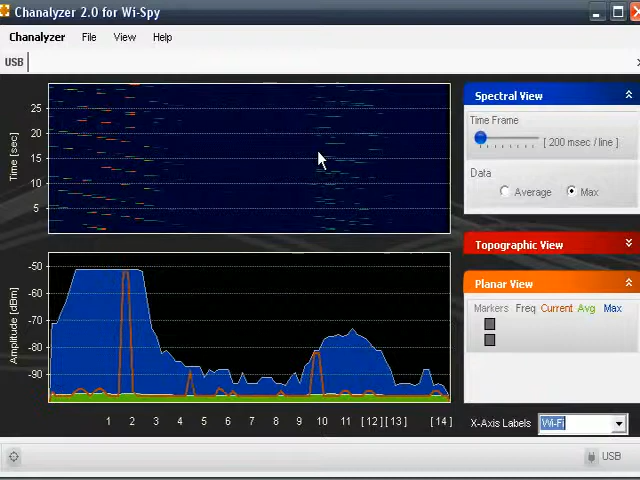 Chanalyzer 2.0 for Wi-Spy
Chanalyzer File View Help
USB
Time [sec]
25
20
15
10
5
Spectral View
Time Frame
[ 200 msec / line ]
Data
Average Max
Topographic View
Planar View
Markers Freq Current Avg Max
Amplitude [dBm]
-50
-60
-70
-80
-90
1 2 3 4 5 6 7 8 9 10 11 [12] [13] [14]
X-Axis Labels Wi-Fi
USB